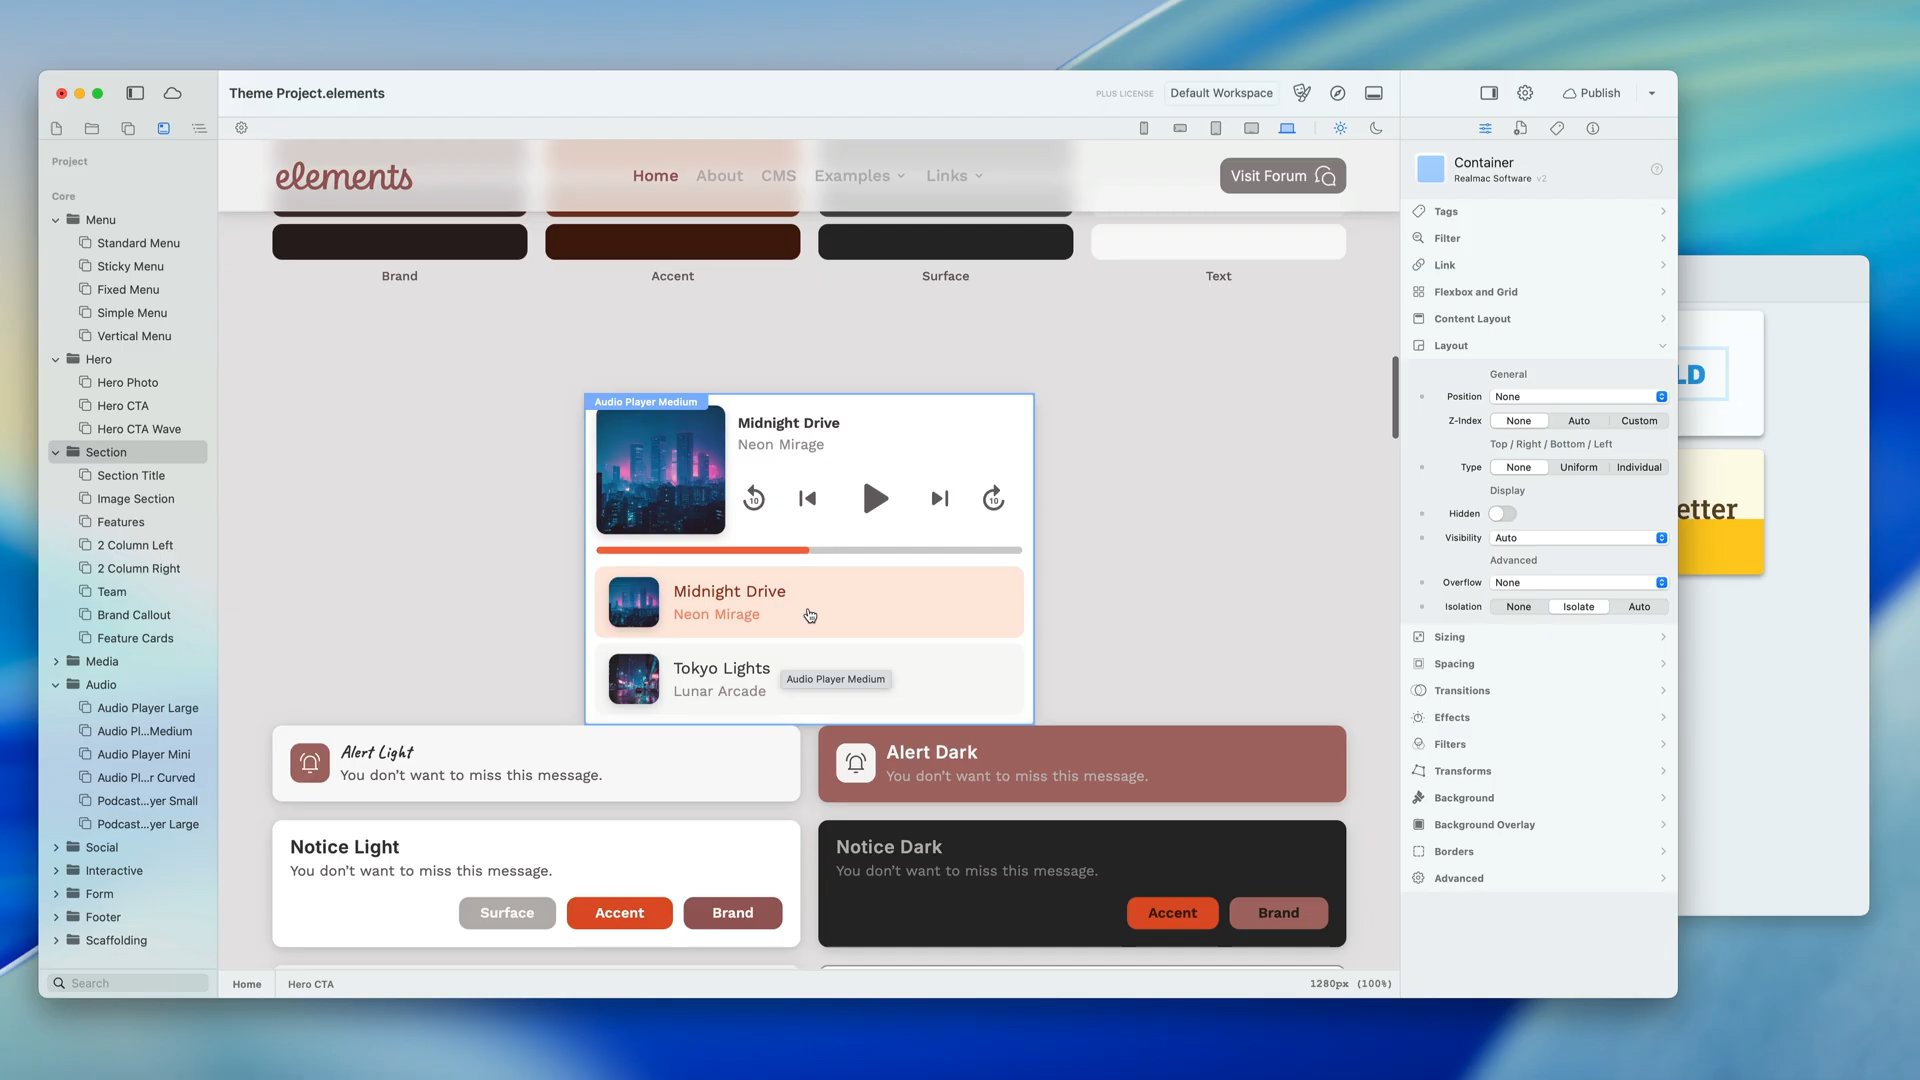 Theme Project.elements
PLUS LICENSE
Default Workspace
Publish
Project
Core
Menu
Standard Menu
Sticky Menu
Fixed Menu
Simple Menu
Vertical Menu
Hero
Hero Photo
Hero CTA
Hero CTA Wave
Section
Section Title
Image Section
Features
2 Column Left
2 Column Right
Team
Brand Callout
Feature Cards
Media
Audio
Audio Player Large
Audio Pl...Medium
Audio Player Mini
Audio Pl...r Curved
Podcast...yer Small
Podcast...yer Large
Social
Interactive
Form
Footer
Scaffolding
Search
elements
Home
About
CMS
Examples
Links
Visit Forum
Brand
Accent
Surface
Text
Audio Player Medium
Midnight Drive
Neon Mirage
10
10
Midnight Drive
Neon Mirage
Tokyo Lights
Lunar Arcade
Audio Player Medium
Alert Light
You don't want to miss this message.
Alert Dark
You don't want to miss this message.
Notice Light
You don't want to miss this message.
Surface
Accent
Brand
Notice Dark
You don't want to miss this message.
Accent
Brand
Home
Hero CTA
1280px (100%)
Container
Realmac Software v2
?
Tags
Filter
Link
Flexbox and Grid
Content Layout
Layout
General
Position
None
Z-Index
None
Auto
Custom
Top / Right / Bottom / Left
Type
None
Uniform
Individual
Display
Hidden
Visibility
Auto
Advanced
Overflow
None
Isolation
None
Isolate
Auto
Sizing
Spacing
Transitions
Effects
Filters
Transforms
Background
Background Overlay
Borders
Advanced
LD
etter